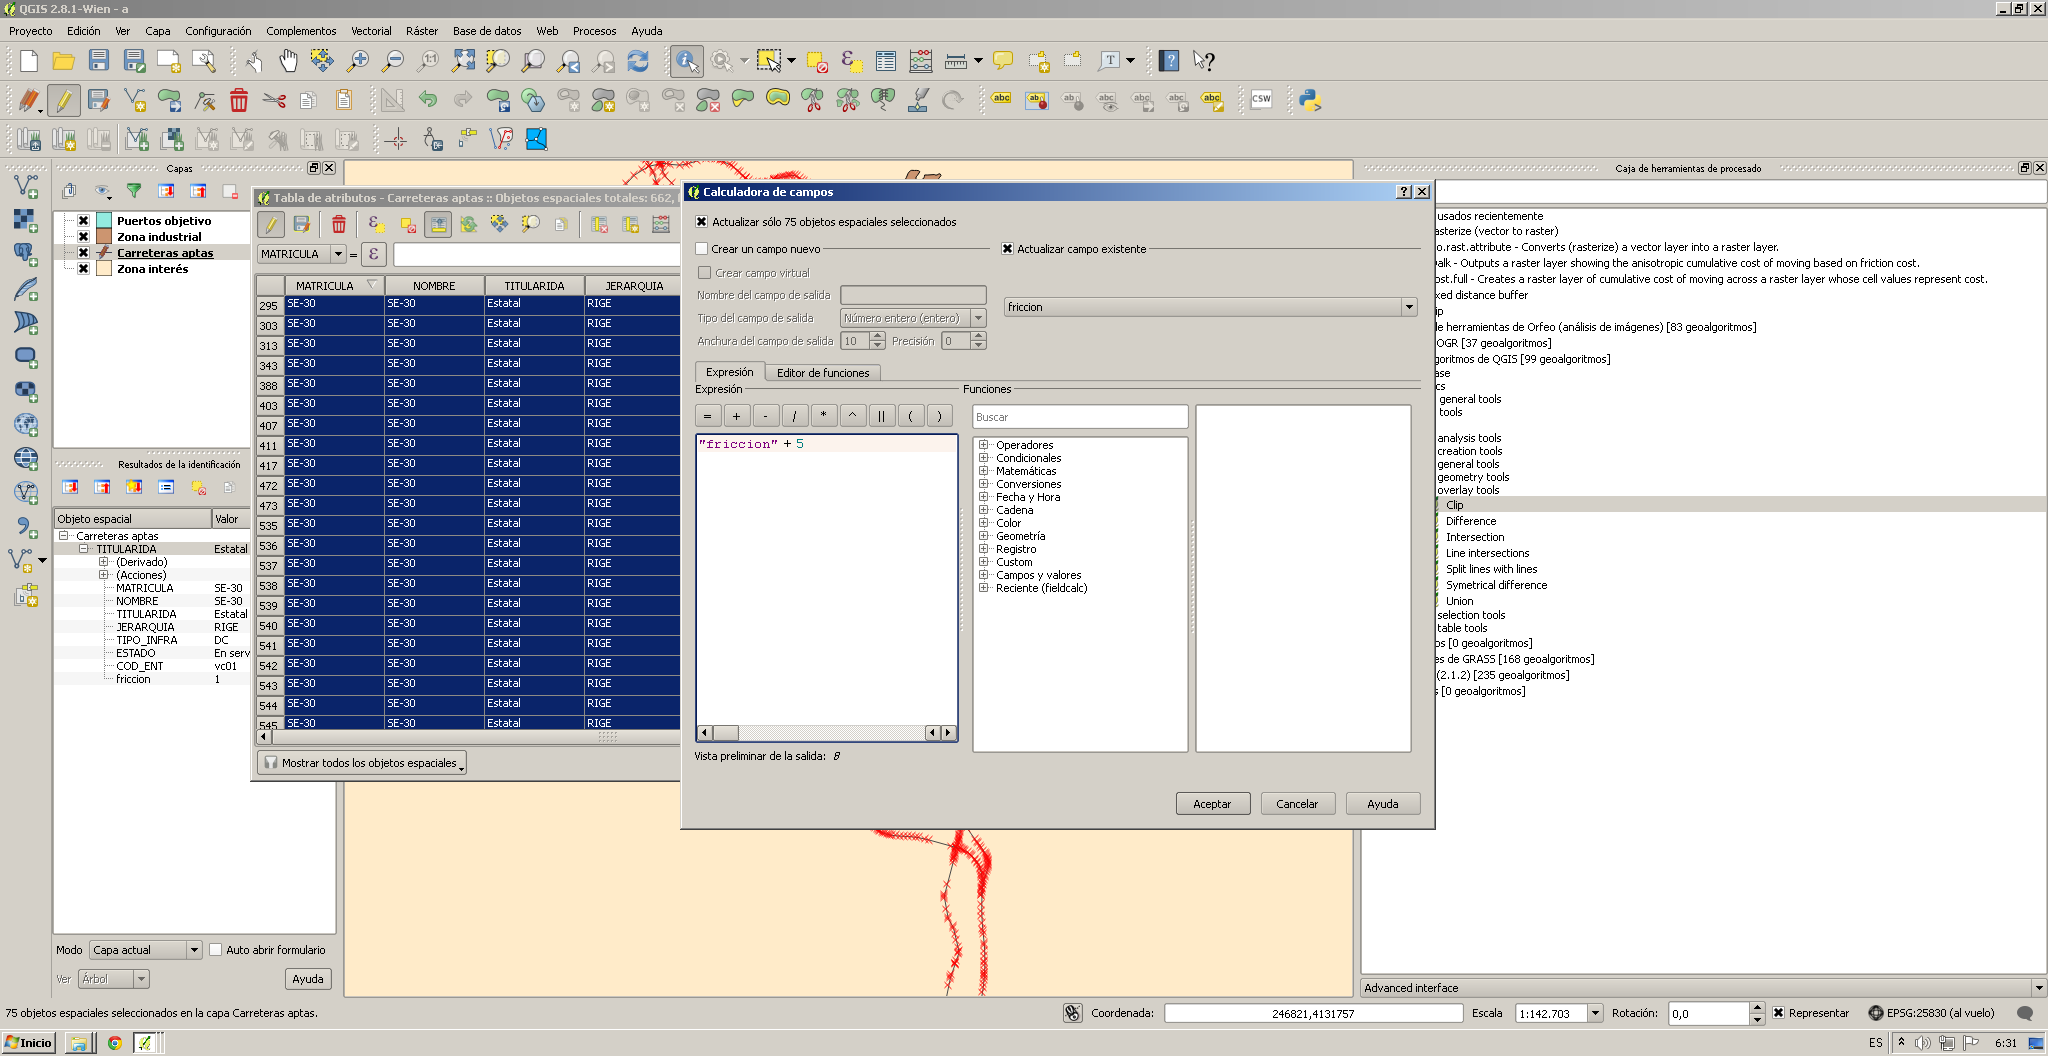 QGIS 2.8.1-Wien - a
Proyecto Edición Ver Capa Configuración Complementos Vectorial Ráster Base de datos Web Procesos Ayuda
Capas
Puertos objetivo
Zona industrial
Carreteras aptas
Zona interés
Resultados de la identificación
Objeto espacial Valor
Carreteras aptas
TITULARIDA Estatal
(Derivado)
(Acciones)
MATRICULA SE-30
NOMBRE SE-30
TITULARIDA Estatal
JERARQUIA RIGE
TIPO_INFRA DC
ESTADO En serv
COD_ENT vc01
friccion 1
Modo Capa actual Auto abrir formulario
Ver Árbol Ayuda
Tabla de atributos - Carreteras aptas :: Objetos espaciales totales: 662,
MATRICULA =
MATRICULA NOMBRE TITULARIDA JERARQUIA
295 SE-30 SE-30 Estatal RIGE
303 SE-30 SE-30 Estatal RIGE
313 SE-30 SE-30 Estatal RIGE
343 SE-30 SE-30 Estatal RIGE
388 SE-30 SE-30 Estatal RIGE
403 SE-30 SE-30 Estatal RIGE
407 SE-30 SE-30 Estatal RIGE
411 SE-30 SE-30 Estatal RIGE
417 SE-30 SE-30 Estatal RIGE
472 SE-30 SE-30 Estatal RIGE
473 SE-30 SE-30 Estatal RIGE
535 SE-30 SE-30 Estatal RIGE
536 SE-30 SE-30 Estatal RIGE
537 SE-30 SE-30 Estatal RIGE
538 SE-30 SE-30 Estatal RIGE
539 SE-30 SE-30 Estatal RIGE
540 SE-30 SE-30 Estatal RIGE
541 SE-30 SE-30 Estatal RIGE
542 SE-30 SE-30 Estatal RIGE
543 SE-30 SE-30 Estatal RIGE
544 SE-30 SE-30 Estatal RIGE
545 SE-30 SE-30 Estatal RIGE
Mostrar todos los objetos espaciales
Calculadora de campos
Actualizar sólo 75 objetos espaciales seleccionados
Crear un campo nuevo
Actualizar campo existente
Crear campo virtual
Nombre del campo de salida
Tipo del campo de salida Número entero (entero)
Anchura del campo de salida 10 Precisión 0
friccion
Expresión Editor de funciones
Expresión
Funciones
= + - / * ^ || ( )
Buscar
"friccion" + 5
Operadores
Condicionales
Matemáticas
Conversiones
Fecha y Hora
Cadena
Color
Geometría
Registro
Custom
Campos y valores
Reciente (fieldcalc)
Vista preliminar de la salida: 8
Aceptar Cancelar Ayuda
Caja de herramientas de procesado
usados recientemente
asterize (vector to raster)
o.rast.attribute - Converts (rasterize) a vector layer into a raster layer.
alk - Outputs a raster layer showing the anisotropic cumulative cost of moving based on friction cost.
ost.full - Creates a raster layer of cumulative cost of moving across a raster layer whose cell values represent cost.
xed distance buffer
ip
le herramientas de Orfeo (análisis de imágenes) [83 geoalgoritmos]
OGR [37 geoalgoritmos]
goritmos de QGIS [99 geoalgoritmos]
ase
cs
general tools
tools
analysis tools
creation tools
general tools
geometry tools
overlay tools
Clip
Difference
Intersection
Line intersections
Split lines with lines
Symetrical difference
Union
selection tools
table tools
os [0 geoalgoritmos]
es de GRASS [168 geoalgoritmos]
(2.1.2) [235 geoalgoritmos]
s [0 geoalgoritmos]
Advanced interface
75 objetos espaciales seleccionados en la capa Carreteras aptas.
Coordenada: 246821,4131757 Escala 1:142.703 Rotación: 0,0 Representar EPSG:25830 (al vuelo)
Inicio
ES 6:31